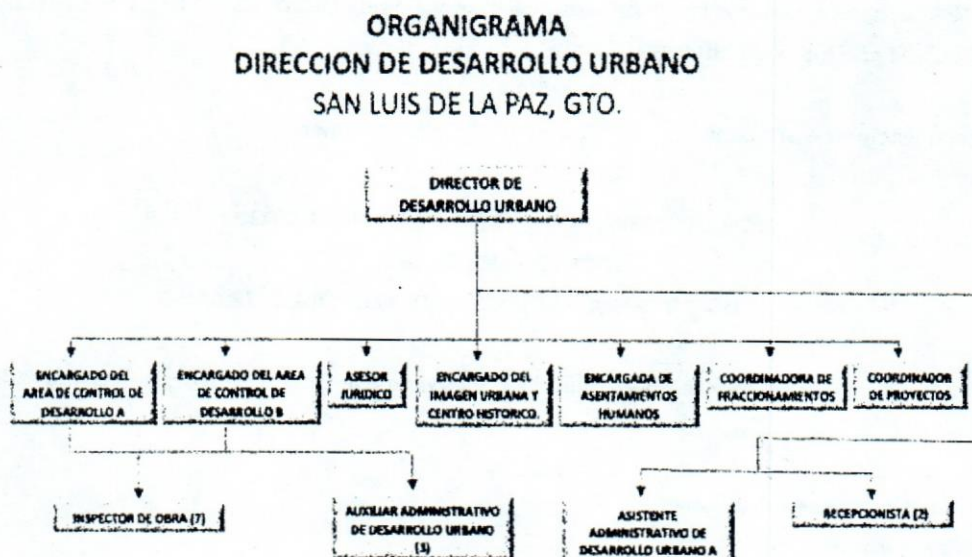 ORGANIGRAMA
DIRECCION DE DESARROLLO URBANO
SAN LUIS DE LA PAZ, GTO.
DIRECTOR DE
DESARROLLO URBANO
ENCARGADO DEL
AREA DE CONTROL DE
DESARROLLO A
ENCARGADO DEL AREA
DE CONTROL DE
DESARROLLO B
ASESOR
JURIDICO
ENCARGADO DEL
IMAGEN URBANA Y
CENTRO HISTORICO.
ENCARGADA DE
ASENTAMIENTOS
HUMANOS
COORDINADORA DE
FRACCIONAMIENTOS
COORDINADOR
DE PROYECTOS
INSPECTOR DE OBRA (7)
AUXILIAR ADMINISTRATIVO
DE DESARROLLO URBANO
(3)
ASISTENTE
ADMINISTRATIVO DE
DESARROLLO URBANO A
RECEPCIONISTA (2)